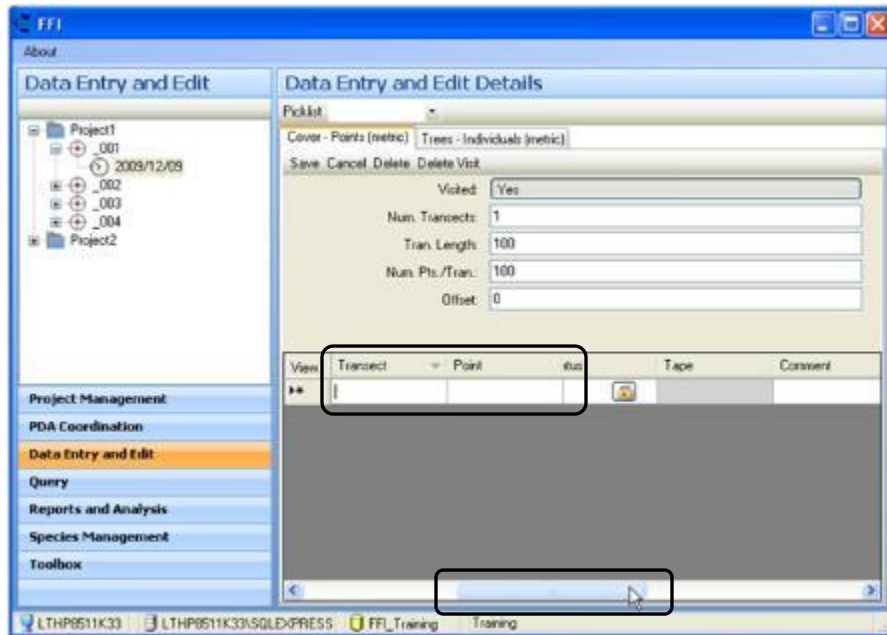 FFI
About
Data Entry and Edit
Project1
_001
2009/12/09
_002
_003
_004
Project2
Project Management
PDA Coordination
Data Entry and Edit
Query
Reports and Analysis
Species Management
Toolbox
Data Entry and Edit Details
Picklist
Cover - Points (metric) Trees - Individuals (metric)
Save Cancel Delete Delete Visit
Visited: Yes
Num. Transects: 1
Tran. Length: 100
Num. Pts./Tran.: 100
Offset: 0
View Transect Point atus Tape Comment
LTHP8511K33 LTHP8511K33\SQLEXPRESS FFI_Training Training